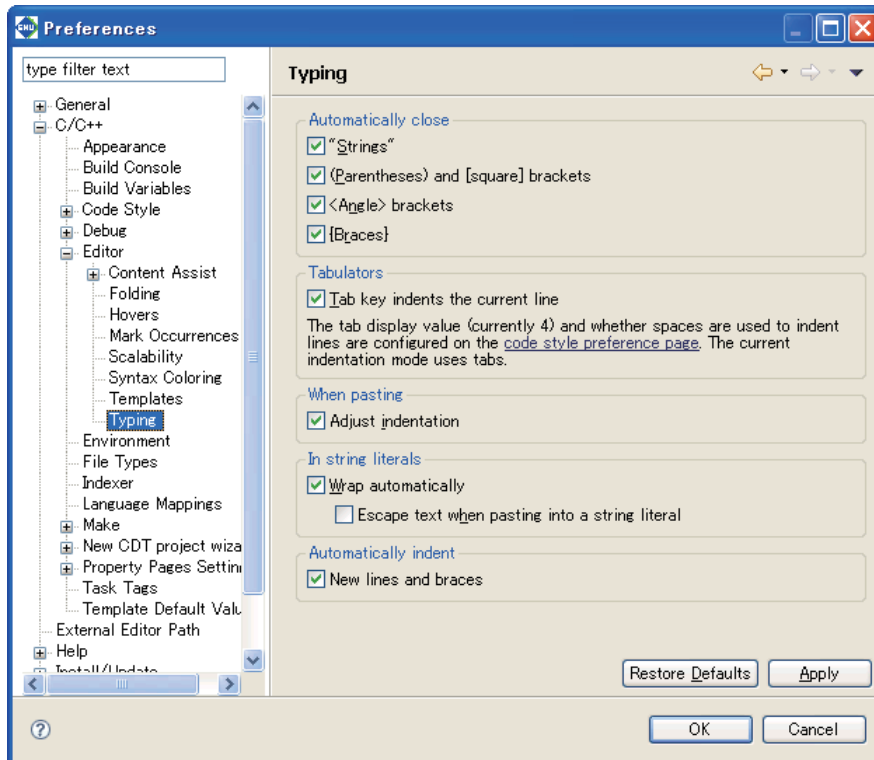 GNU Preferences
type filter text
General
C/C++
Appearance
Build Console
Build Variables
Code Style
Debug
Editor
Content Assist
Folding
Hovers
Mark Occurrences
Scalability
Syntax Coloring
Templates
Typing
Environment
File Types
Indexer
Language Mappings
Make
New CDT project wiza
Property Pages Settin
Task Tags
Template Default Valu
External Editor Path
Help
Install/Update
Typing
Automatically close
"Strings"
(Parentheses) and [square] brackets
<Angle> brackets
{Braces}
Tabulators
Tab key indents the current line
The tab display value (currently 4) and whether spaces are used to indent
lines are configured on the code style preference page. The current
indentation mode uses tabs.
When pasting
Adjust indentation
In string literals
Wrap automatically
Escape text when pasting into a string literal
Automatically indent
New lines and braces
Restore Defaults Apply
OK Cancel